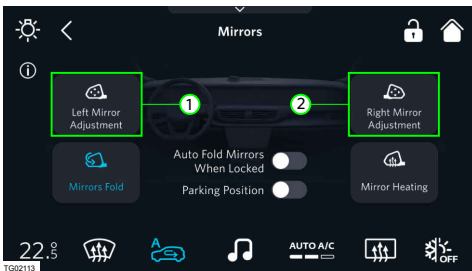 Mirrors
1
2
Left Mirror
Adjustment
Right Mirror
Adjustment
Mirrors Fold
Auto Fold Mirrors
When Locked
Parking Position
Mirror Heating
22.5
°
A
AUTO A/C
OFF
TG02113